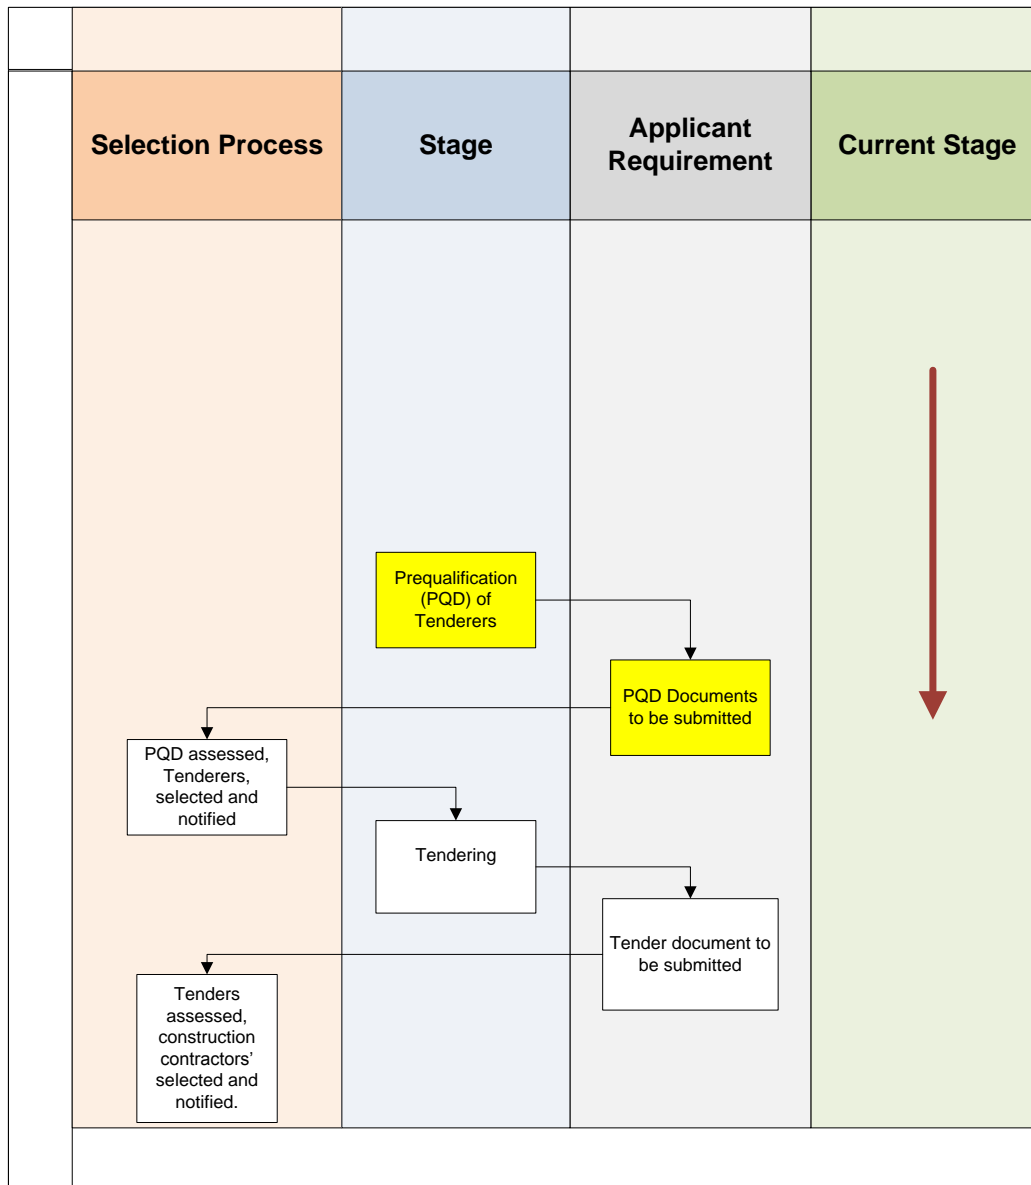 Selection Process
Stage
Applicant
Requirement
Current Stage
Prequalification
(PQD) of
Tenderers
PQD Documents
to be submitted
PQD assessed,
Tenderers,
selected and
notified
Tendering
Tender document to
be submitted
Tenders
assessed,
construction
contractors’
selected and
notified.